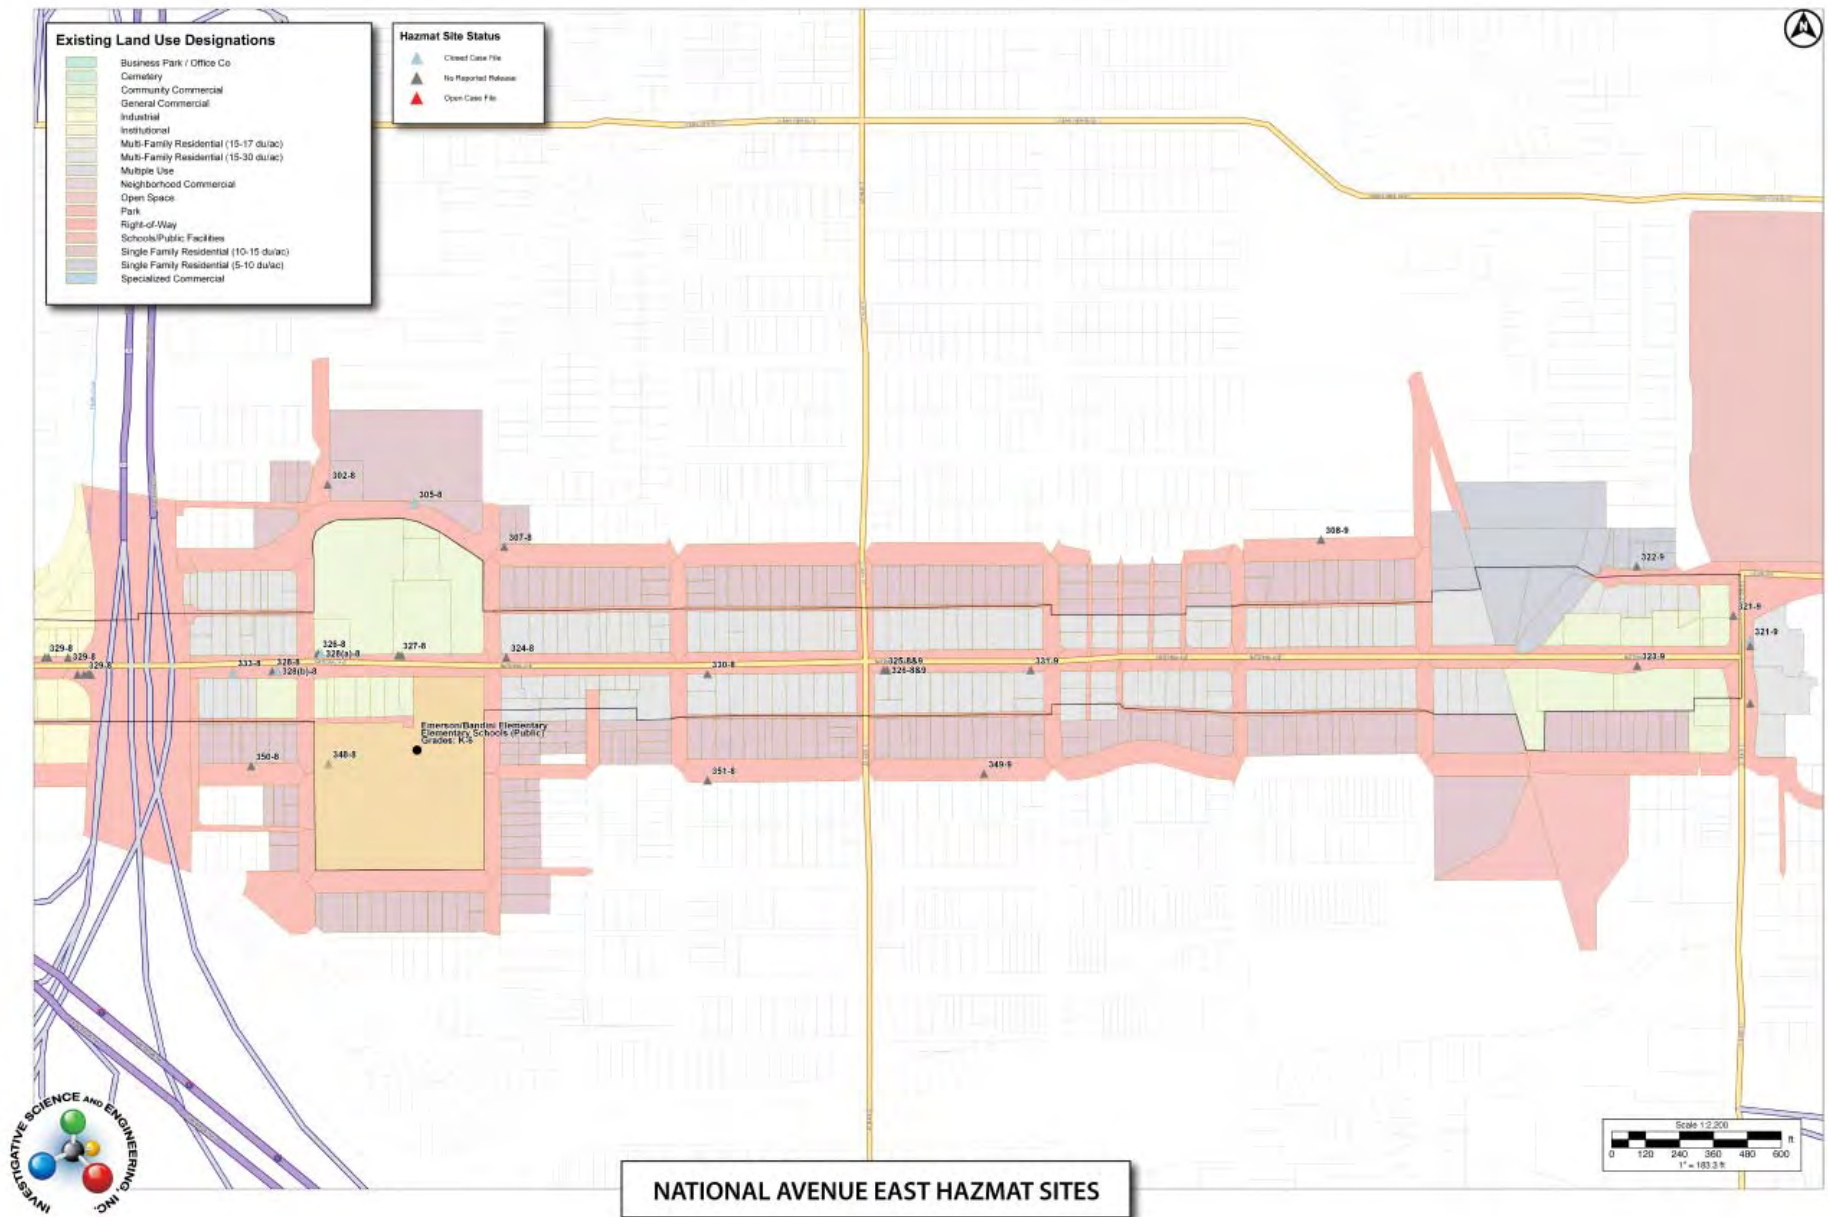 Existing Land Use Designations
Business Park / Office Co
Cemetery
Community Commercial
General Commercial
Industrial
Institutional
Multi-Family Residential (15-17 du/ac)
Multi-Family Residential (15-30 du/ac)
Multiple Use
Neighborhood Commercial
Open Space
Park
Right-of-Way
Schools/Public Facilities
Single Family Residential (10-15 du/ac)
Single Family Residential (5-10 du/ac)
Specialized Commercial
Hazmat Site Status
Closed Case File
No Reported Release
Open Case File
N
302-8
305-8
307-8
308-9
322-9
321-9
321-9
329-8
329-8
329-8
333-8
328-8
328(b)-8
326-8
328(a)-8
327-8
324-8
330-8
325-8&9
326-8&9
331-9
323-9
Emerson/Bandini Elementary
Elementary Schools (Public)
Grades: K-6
350-8
348-8
351-8
349-9
INVESTIGATIVE SCIENCE AND ENGINEERING, INC.
NATIONAL AVENUE EAST HAZMAT SITES
Scale 1:2,200
ft
0 120 240 360 480 600
1" = 183.3 ft